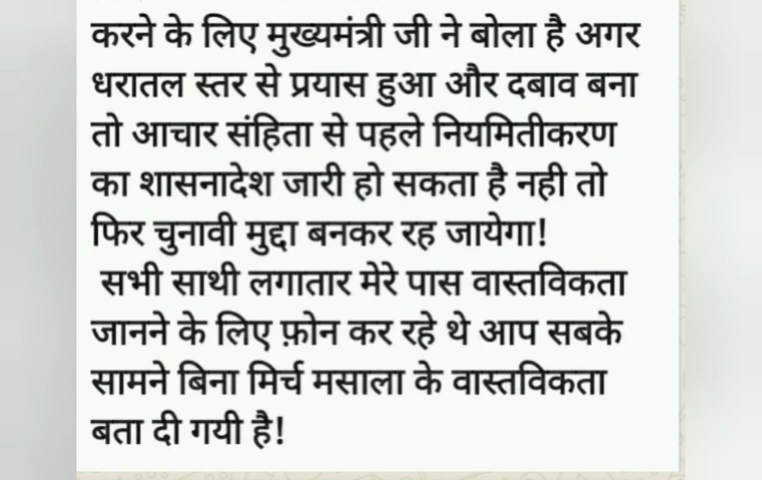 करने के लिए मुख्यमंत्री जी ने बोला है अगर
धरातल स्तर से प्रयास हुआ और दबाव बना
तो आचार संहिता से पहले नियमितीकरण
का शासनादेश जारी हो सकता है नही तो
फिर चुनावी मुद्दा बनकर रह जायेगा!
सभी साथी लगातार मेरे पास वास्तविकता
जानने के लिए फ़ोन कर रहे थे आप सबके
सामने बिना मिर्च मसाला के वास्तविकता
बता दी गयी है!